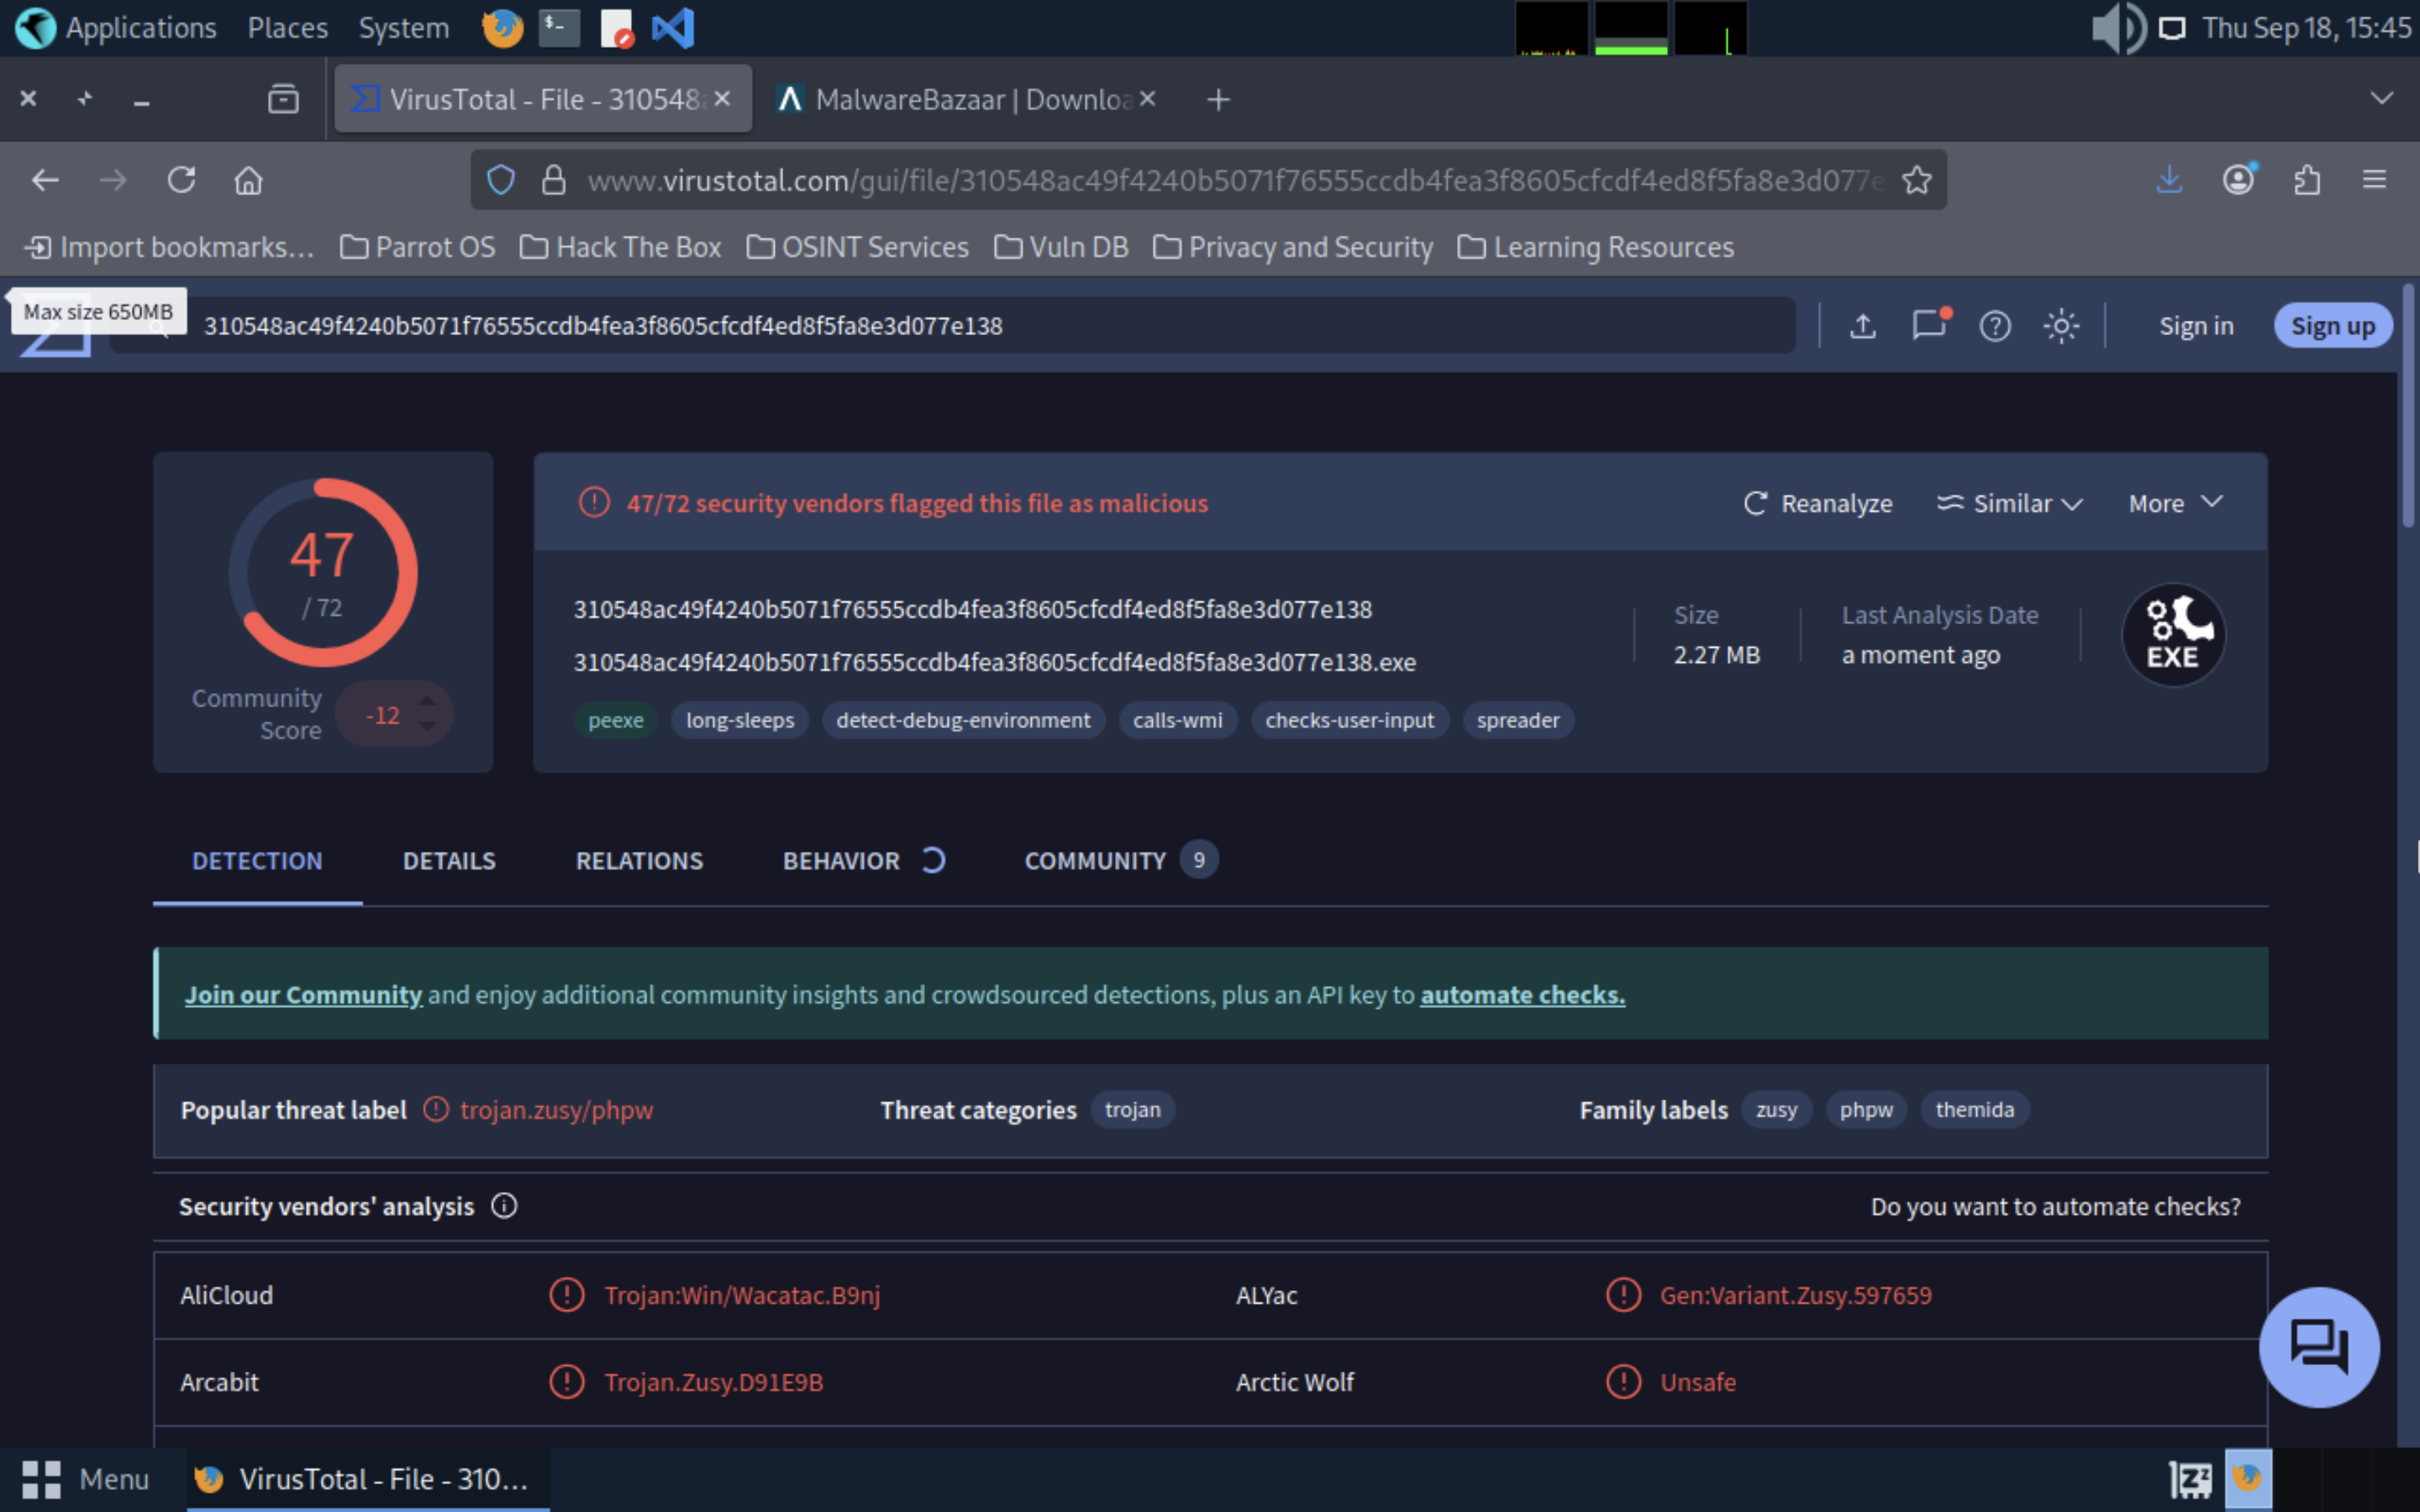 Applications Places System
Thu Sep 18, 15:45
VirusTotal - File - 310548
MalwareBazaar | Downloa
www.virustotal.com/gui/file/310548ac49f4240b5071f76555ccdb4fea3f8605cfcdf4ed8f5fa8e3d077e
Import bookmarks... Parrot OS Hack The Box OSINT Services Vuln DB Privacy and Security Learning Resources
Max size 650MB
310548ac49f4240b5071f76555ccdb4fea3f8605cfcdf4ed8f5fa8e3d077e138
Sign in Sign up
47
/ 72
Community Score
-12
47/72 security vendors flagged this file as malicious
Reanalyze Similar More
310548ac49f4240b5071f76555ccdb4fea3f8605cfcdf4ed8f5fa8e3d077e138
310548ac49f4240b5071f76555ccdb4fea3f8605cfcdf4ed8f5fa8e3d077e138.exe
peexe long-sleeps detect-debug-environment calls-wmi checks-user-input spreader
Size
2.27 MB
Last Analysis Date
a moment ago
EXE
DETECTION DETAILS RELATIONS BEHAVIOR COMMUNITY 9
Join our Community and enjoy additional community insights and crowdsourced detections, plus an API key to automate checks.
Popular threat label trojan.zusy/phpw Threat categories trojan Family labels zusy phpw themida
Security vendors' analysis Do you want to automate checks?
AliCloud Trojan:Win/Wacatac.B9nj ALYac Gen:Variant.Zusy.597659
Arcabit Trojan.Zusy.D91E9B Arctic Wolf Unsafe
Menu VirusTotal - File - 310...